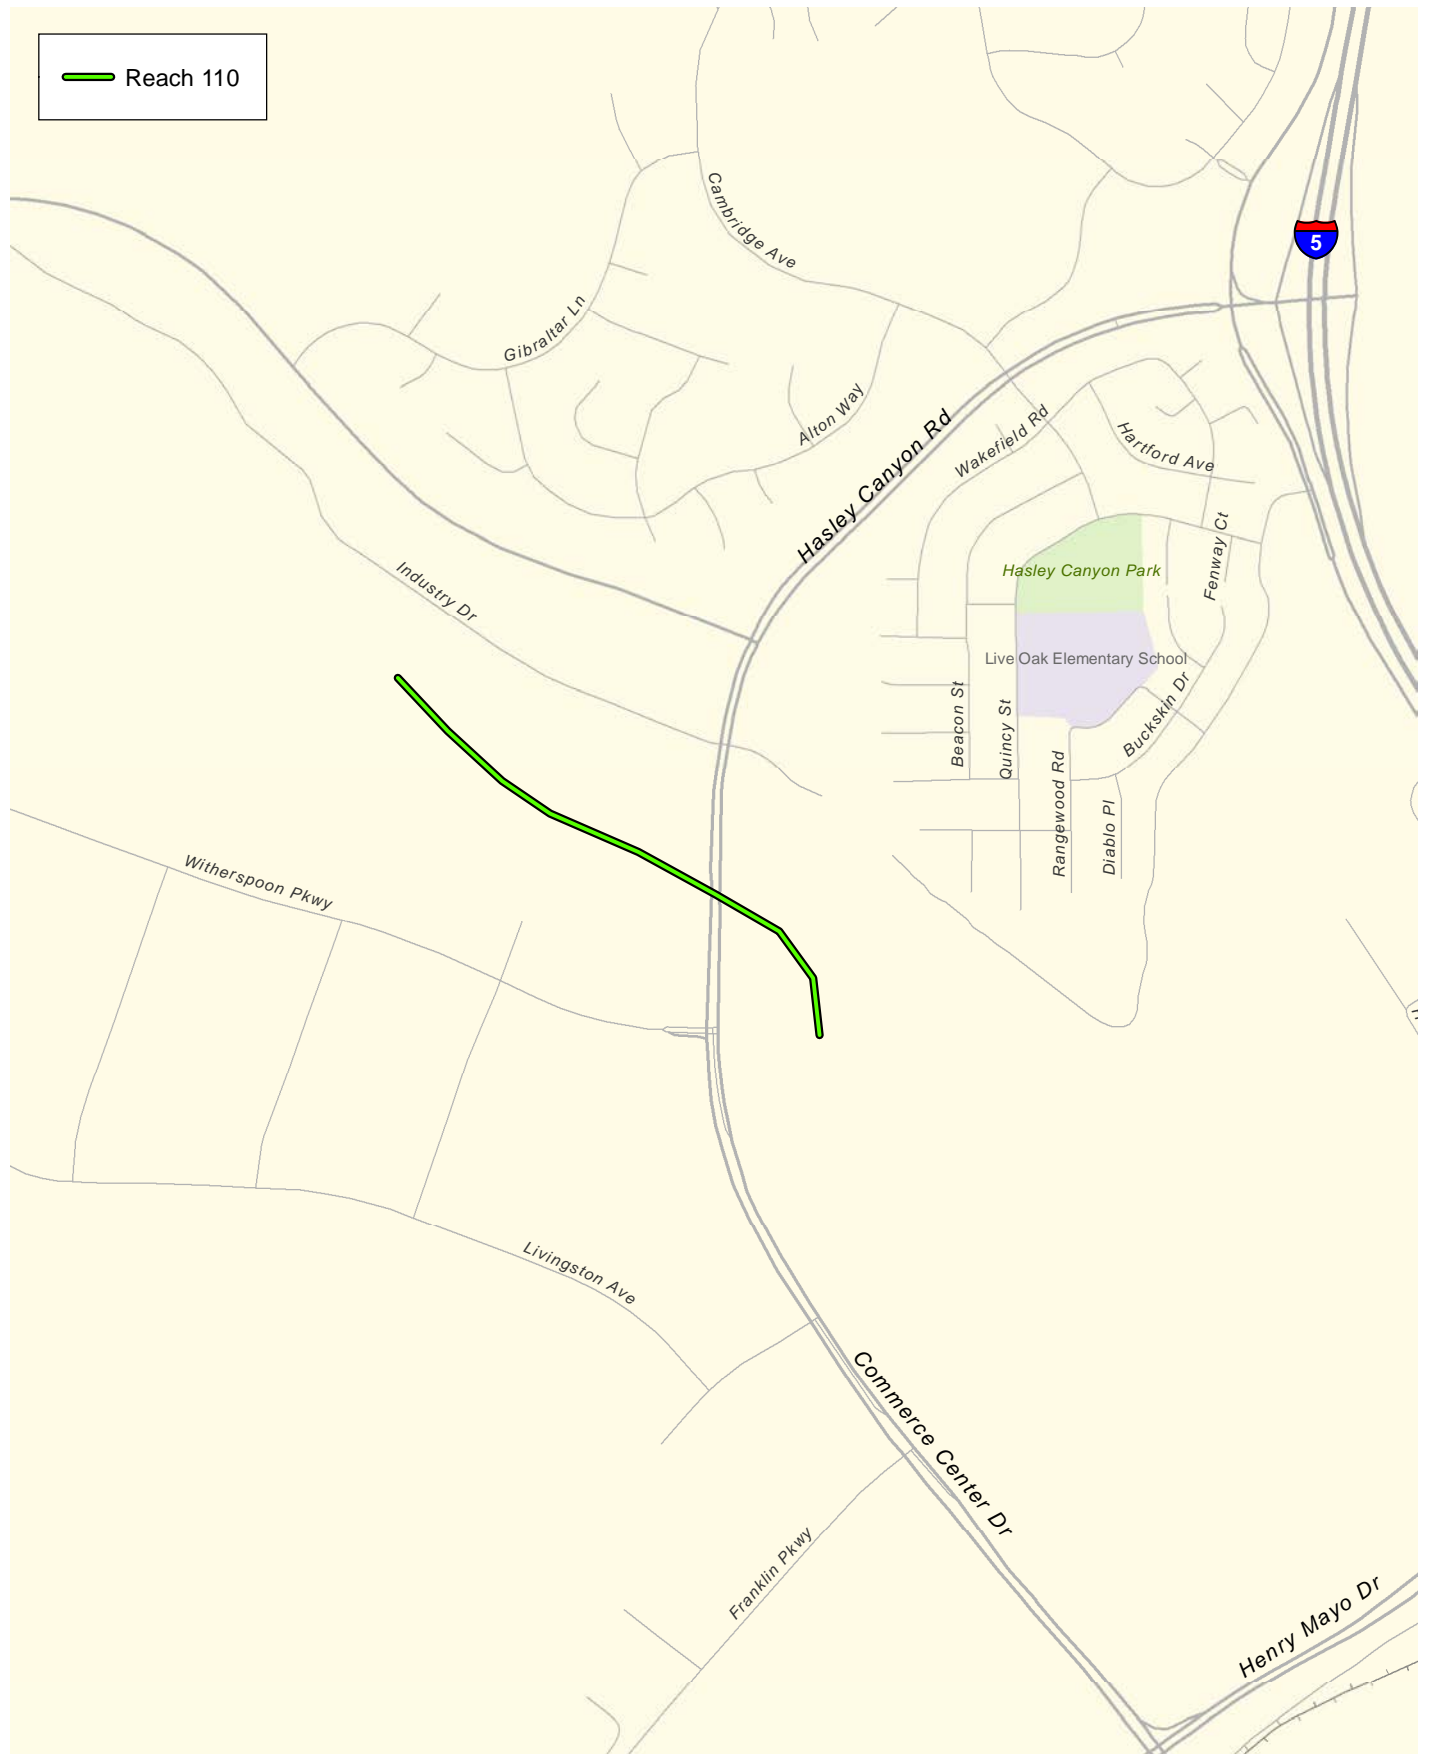 Reach 110
Cambridge Ave
5
Gibraltar Ln
Alton Way
Hasley Canyon Rd
Wakefield Rd
Hartford Ave
Industry Dr
Hasley Canyon Park
Fenway Ct
Live Oak Elementary School
Beacon St
Quincy St
Buckskin Dr
Rangewood Rd
Diablo Pl
Witherspoon Pkwy
Livingston Ave
Commerce Center Dr
Franklin Pkwy
Henry Mayo Dr